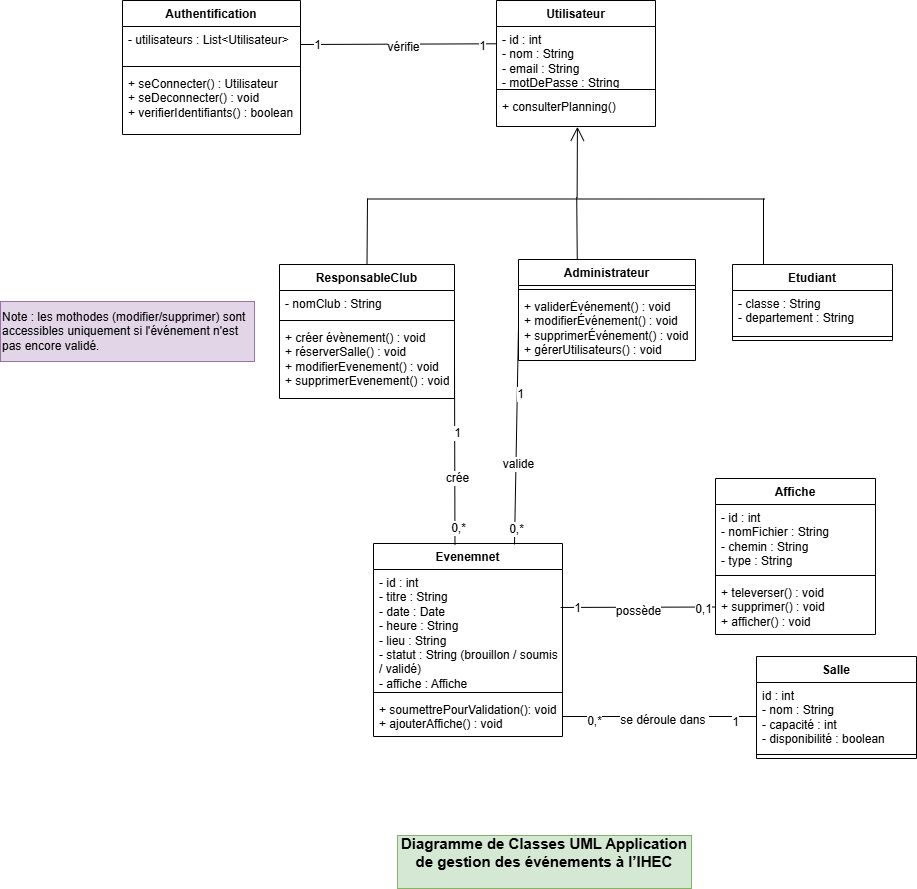 Authentification
- utilisateurs : List<Utilisateur>
+ seConnecter() : Utilisateur
+ seDeconnecter() : void
+ verifierIdentifiants() : boolean
1
vérifie
1
Utilisateur
- id : int
- nom : String
- email : String
- motDePasse : String
+ consulterPlanning()
ResponsableClub
- nomClub : String
+ créer évènement() : void
+ réserverSalle() : void
+ modifierEvenement() : void
+ supprimerEvenement() : void
Administrateur
+ validerÉvénement() : void
+ modifierÉvénement() : void
+ supprimerÉvénement() : void
+ gérerUtilisateurs() : void
Etudiant
- classe : String
- departement : String
Note : les mothodes (modifier/supprimer) sont
accessibles uniquement si l'événement n'est
pas encore validé.
1
crée
0,*
1
valide
0,*
Evenemnet
- id : int
- titre : String
- date : Date
- heure : String
- lieu : String
- statut : String (brouillon / soumis
/ validé)
- affiche : Affiche
+ soumettrePourValidation(): void
+ ajouterAffiche() : void
1
possède
0,1
Affiche
- id : int
- nomFichier : String
- chemin : String
- type : String
+ televerser() : void
+ supprimer() : void
+ afficher() : void
0,*
se déroule dans
1
Salle
id : int
- nom : String
- capacité : int
- disponibilité : boolean
Diagramme de Classes UML Application
de gestion des événements à l’IHEC